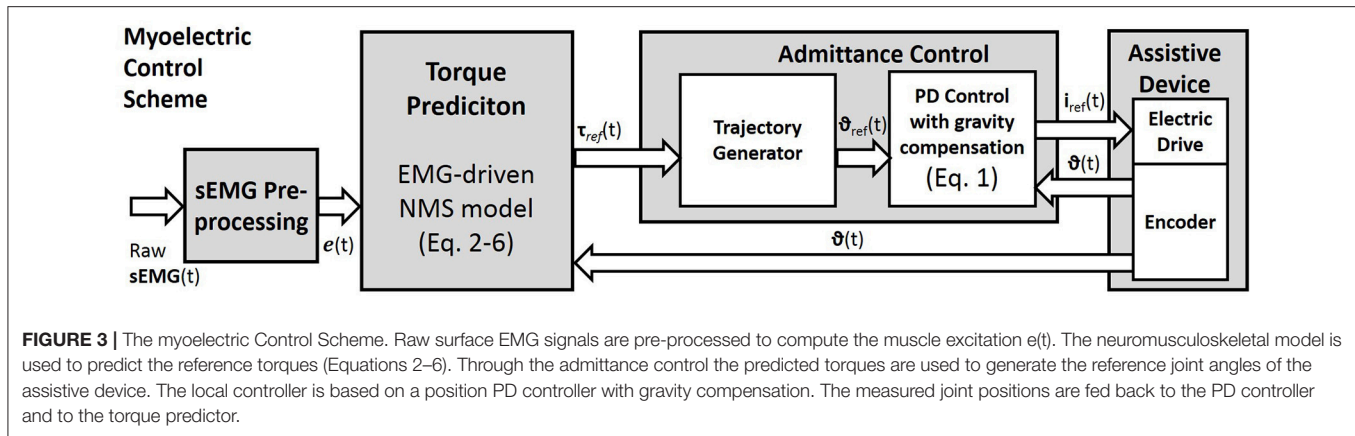 Myoelectric
Control
Scheme
Raw
sEMG(t)
sEMG Pre-
processing
e(t)
Torque
Prediciton
EMG-driven
NMS model
(Eq. 2-6)
τref(t)
Admittance Control
Trajectory
Generator
ϑref(t)
PD Control
with gravity
compensation
(Eq. 1)
iref(t)
ϑ(t)
ϑ(t)
Assistive
Device
Electric
Drive
Encoder
FIGURE 3 | The myoelectric Control Scheme. Raw surface EMG signals are pre-processed to compute the muscle excitation e(t). The neuromusculoskeletal model is
used to predict the reference torques (Equations 2–6). Through the admittance control the predicted torques are used to generate the reference joint angles of the
assistive device. The local controller is based on a position PD controller with gravity compensation. The measured joint positions are fed back to the PD controller
and to the torque predictor.